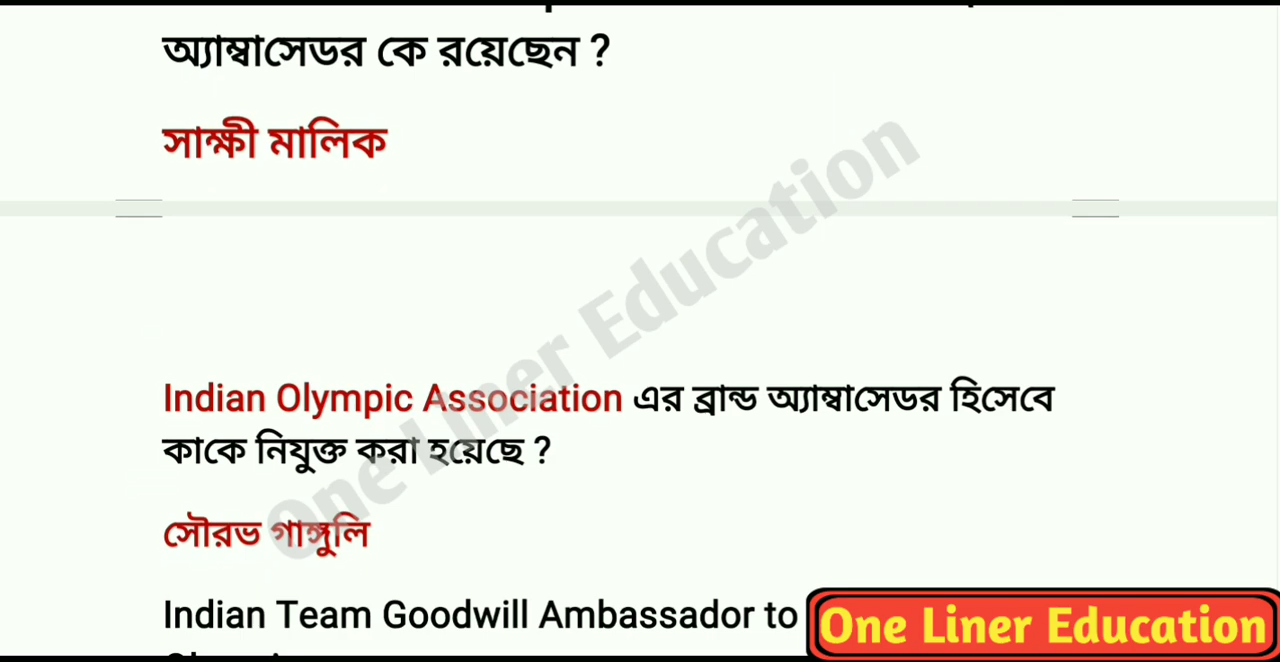 অ্যাম্বাসেডর কে রয়েছেন ?
সাক্ষী মালিক
One Liner Education
Indian Olympic Association এর ব্রান্ড অ্যাম্বাসেডর হিসেবে
কাকে নিযুক্ত করা হয়েছে ?
সৌরভ গাঙ্গুলি
Indian Team Goodwill Ambassador to
One Liner Education